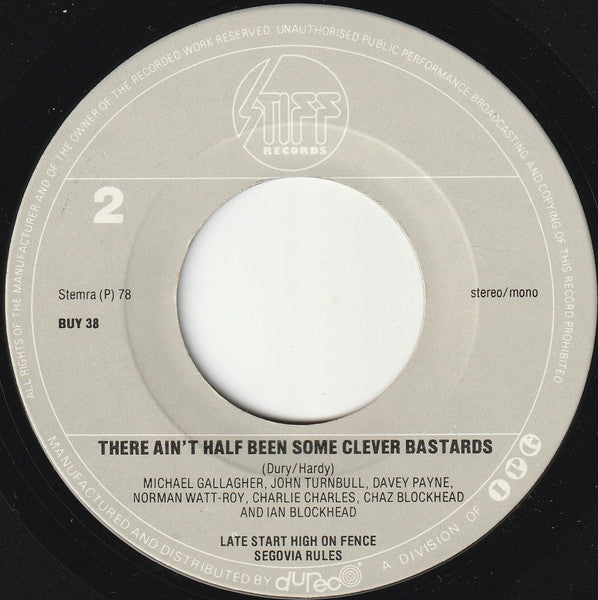 ALL RIGHTS OF THE MANUFACTURER AND OF THE OWNER OF THE RECORDED WORK RESERVED UNAUTHORISED PUBLIC PERFORMANCE, BROADCASTING AND COPYING OF THIS RECORD PROHIBITED
STIFF
RECORDS
2
Stemra (P) 78
stereo/mono
BUY 38
THERE AIN'T HALF BEEN SOME CLEVER BASTARDS
(Dury/Hardy)
MICHAEL GALLAGHER, JOHN TURNBULL, DAVEY PAYNE,
NORMAN WATT-ROY, CHARLIE CHARLES, CHAZ BLOCKHEAD
AND IAN BLOCKHEAD
LATE START HIGH ON FENCE
SEGOVIA RULES
MANUFACTURED AND DISTRIBUTED BY dureco A DIVISION OF IPG